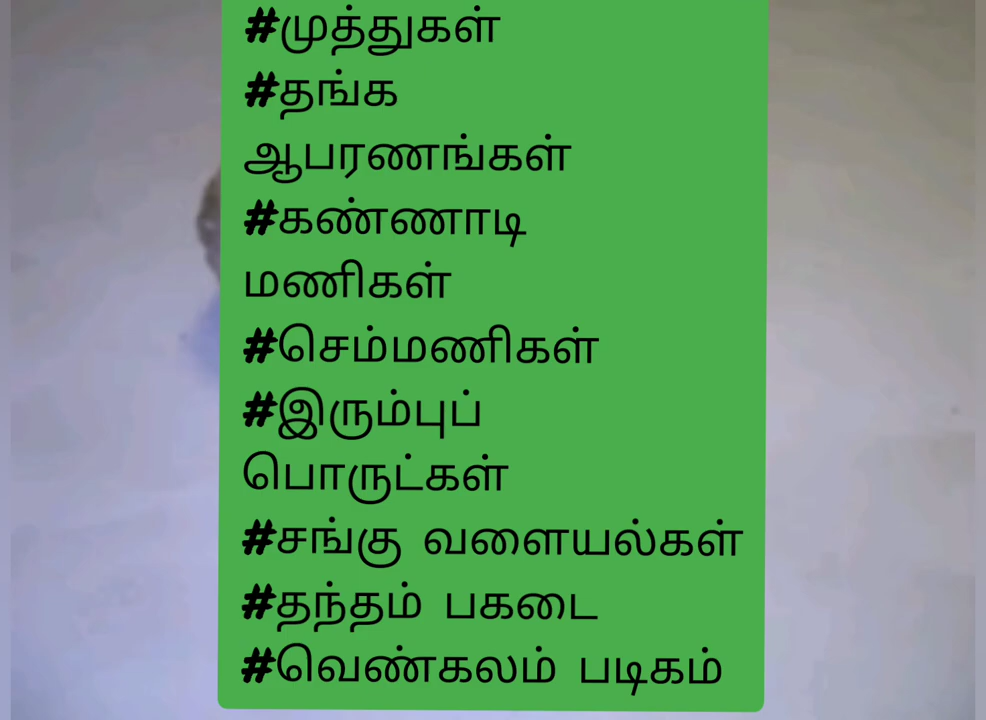 #முத்துகள்
#தங்க
ஆபரணங்கள்
#கண்ணாடி
மணிகள்
#செம்மணிகள்
#இரும்புப்
பொருட்கள்
#சங்கு வளையல்கள்
#தந்தம் பகடை
#வெண்கலம் படிகம்